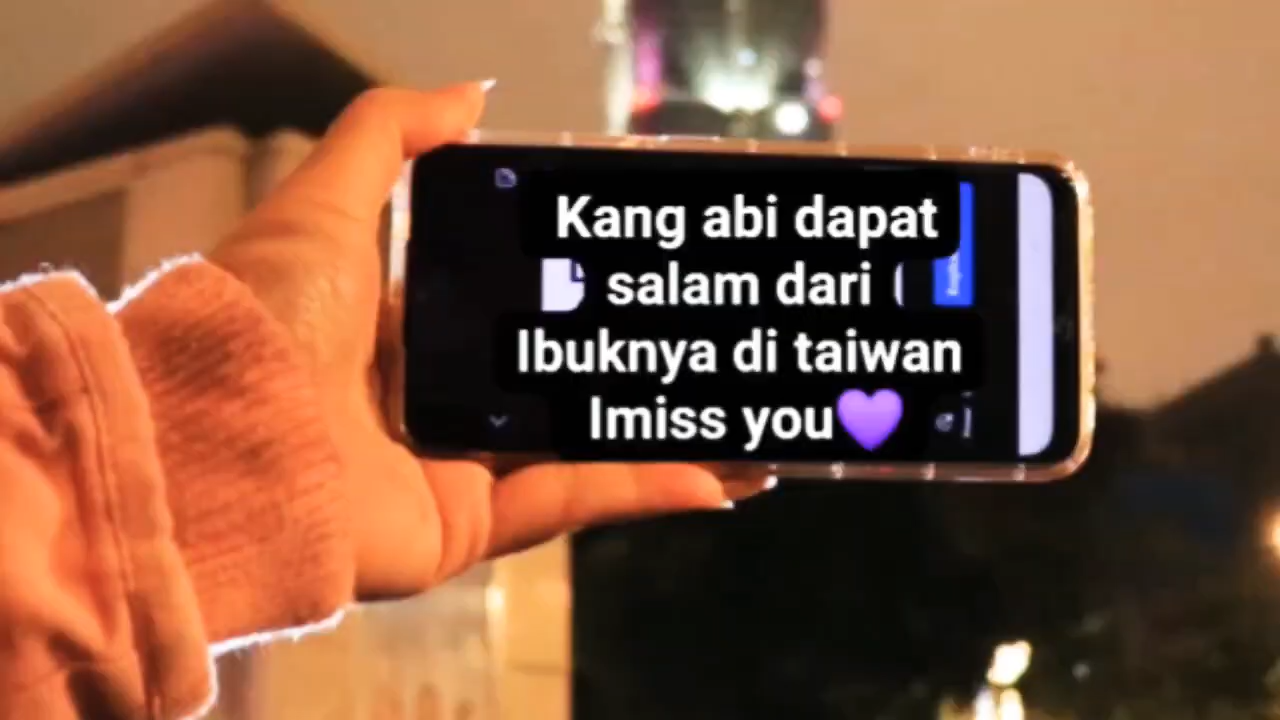 Kang abi dapat
salam dari
Ibuknya di taiwan
Imiss you💜